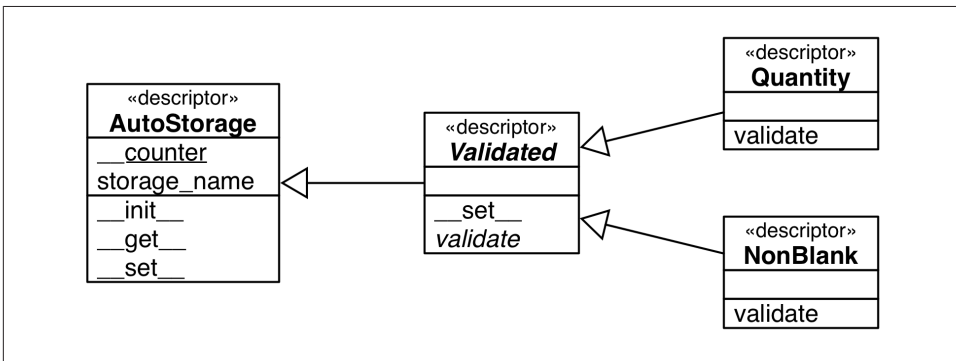 «descriptor»
AutoStorage
__counter
storage_name
__init__
__get__
__set__
«descriptor»
Validated
__set__
validate
«descriptor»
Quantity
validate
«descriptor»
NonBlank
validate